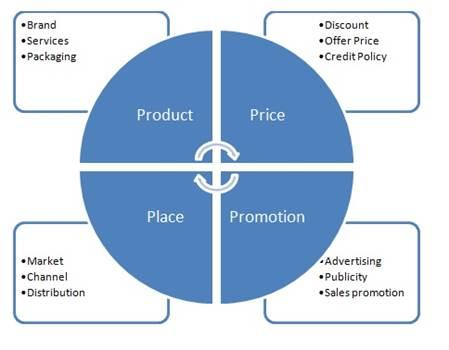 •Brand
•Services
•Packaging
•Discount
•Offer Price
•Credit Policy
Product
Price
Place
Promotion
•Market
•Channel
•Distribution
•Advertising
•Publicity
•Sales promotion